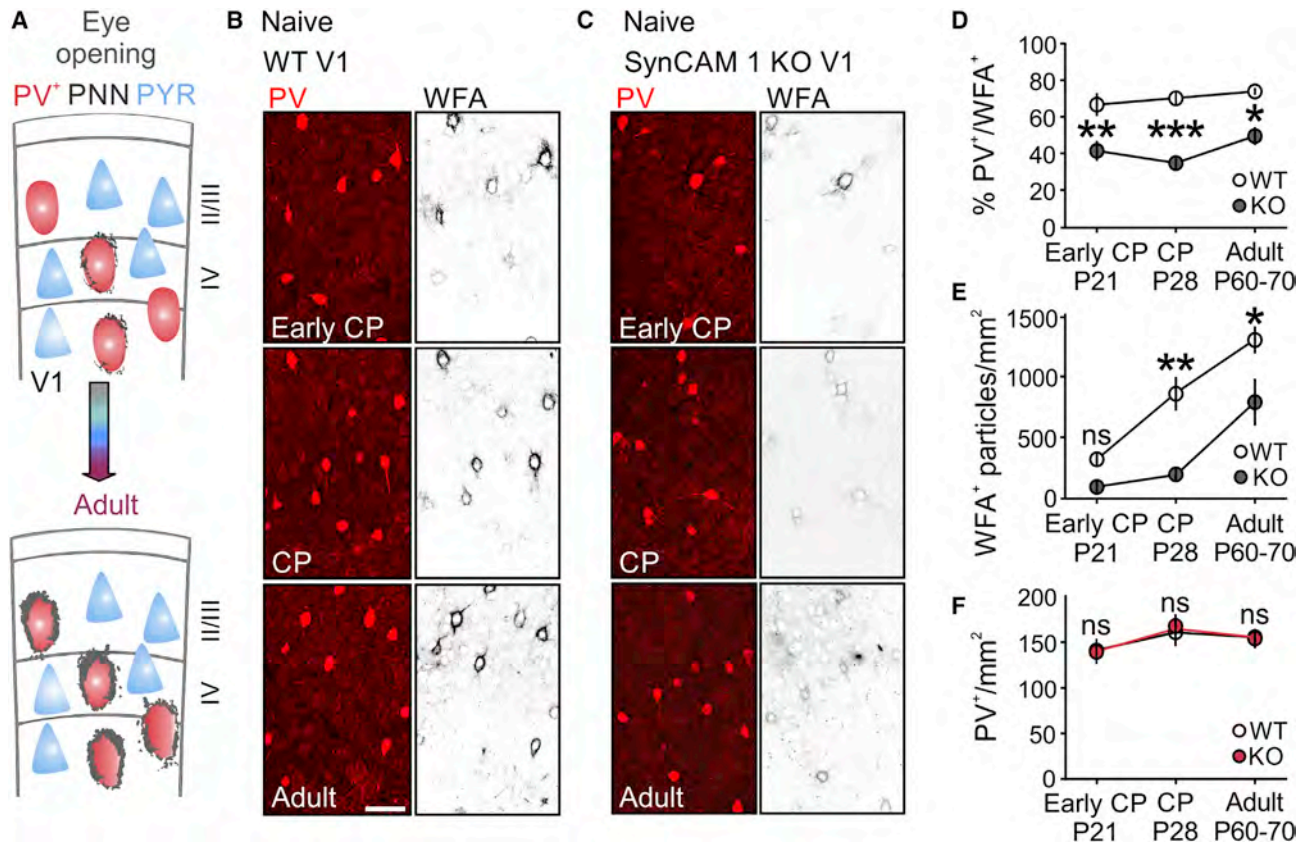 A
Eye
opening
PV⁺ PNN PYR
II/III
IV
V1
Adult
II/III
IV
B
Naive
WT V1
PV
WFA
Early CP
CP
Adult
C
Naive
SynCAM 1 KO V1
PV
WFA
Early CP
CP
Adult
D
% PV⁺/WFA⁺
100
80
60
40
20
0
**
***
*
WT
KO
Early CP CP Adult
P21 P28 P60-70
E
WFA⁺ particles/mm²
1500
1000
500
0
ns
**
*
WT
KO
Early CP CP Adult
P21 P28 P60-70
F
PV⁺/mm²
200
150
100
50
0
ns
ns
ns
WT
KO
Early CP CP Adult
P21 P28 P60-70